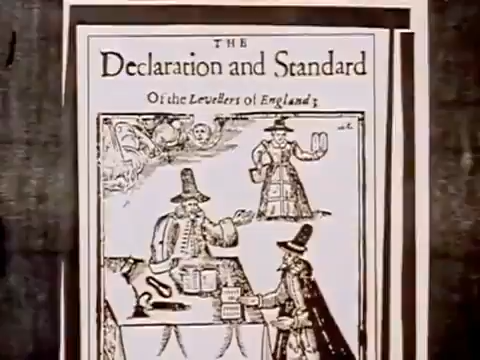 THE
Declaration and Standard
Of the Levellers of England;